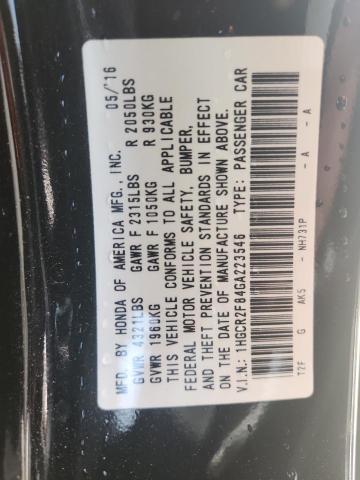 MFD. BY HONDA OF AMERICA MFG., INC. 05/16
GVWR 4321LBS GAWR F 2315LBS R 2050LBS
GVWR 1960KG GAWR F 1050KG R 930KG
THIS VEHICLE CONFORMS TO ALL APPLICABLE
FEDERAL MOTOR VEHICLE SAFETY, BUMPER,
AND THEFT PREVENTION STANDARDS IN EFFECT
ON THE DATE OF MANUFACTURE SHOWN ABOVE.
V.I.N.: 1HGCR2F84GA223546 TYPE: PASSENGER CAR
T2F G AK5 - NH731P - A - A